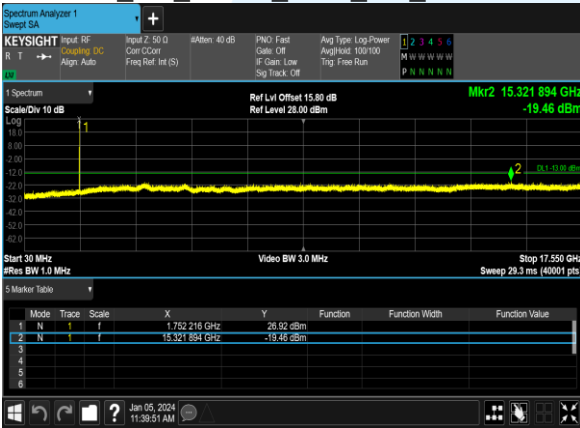 Spectrum Analyzer 1
Swept SA
+
KEYSIGHT
R T
LW
Input: RF
Coupling: DC
Align: Auto
Input Z: 50 Ω
Corr CCorr
Freq Ref: Int (S)
#Atten: 40 dB
PNO: Fast
Gate: Off
IF Gain: Low
Sig Track: Off
Avg Type: Log-Power
Avg|Hold: 100/100
Trig: Free Run
1 2 3 4 5 6
M W W W W W
P N N N N N
1 Spectrum
Scale/Div 10 dB
Ref Lvl Offset 15.80 dB
Ref Level 28.00 dBm
Mkr2 15.321 894 GHz
-19.46 dBm
Log
18.0
8.00
-2.00
-12.0
-22.0
-32.0
-42.0
-52.0
-62.0
1
2
DL1 -13.00 dBm
Start 30 MHz
#Res BW 1.0 MHz
Video BW 3.0 MHz
Stop 17.550 GHz
Sweep 29.3 ms (40001 pts
5 Marker Table
Mode Trace Scale X Y Function Function Width Function Value
1 N 1 f 1.752 216 GHz 26.92 dBm
2 N 1 f 15.321 894 GHz -19.46 dBm
3
4
5
6
?
Jan 05, 2024
11:39:51 AM